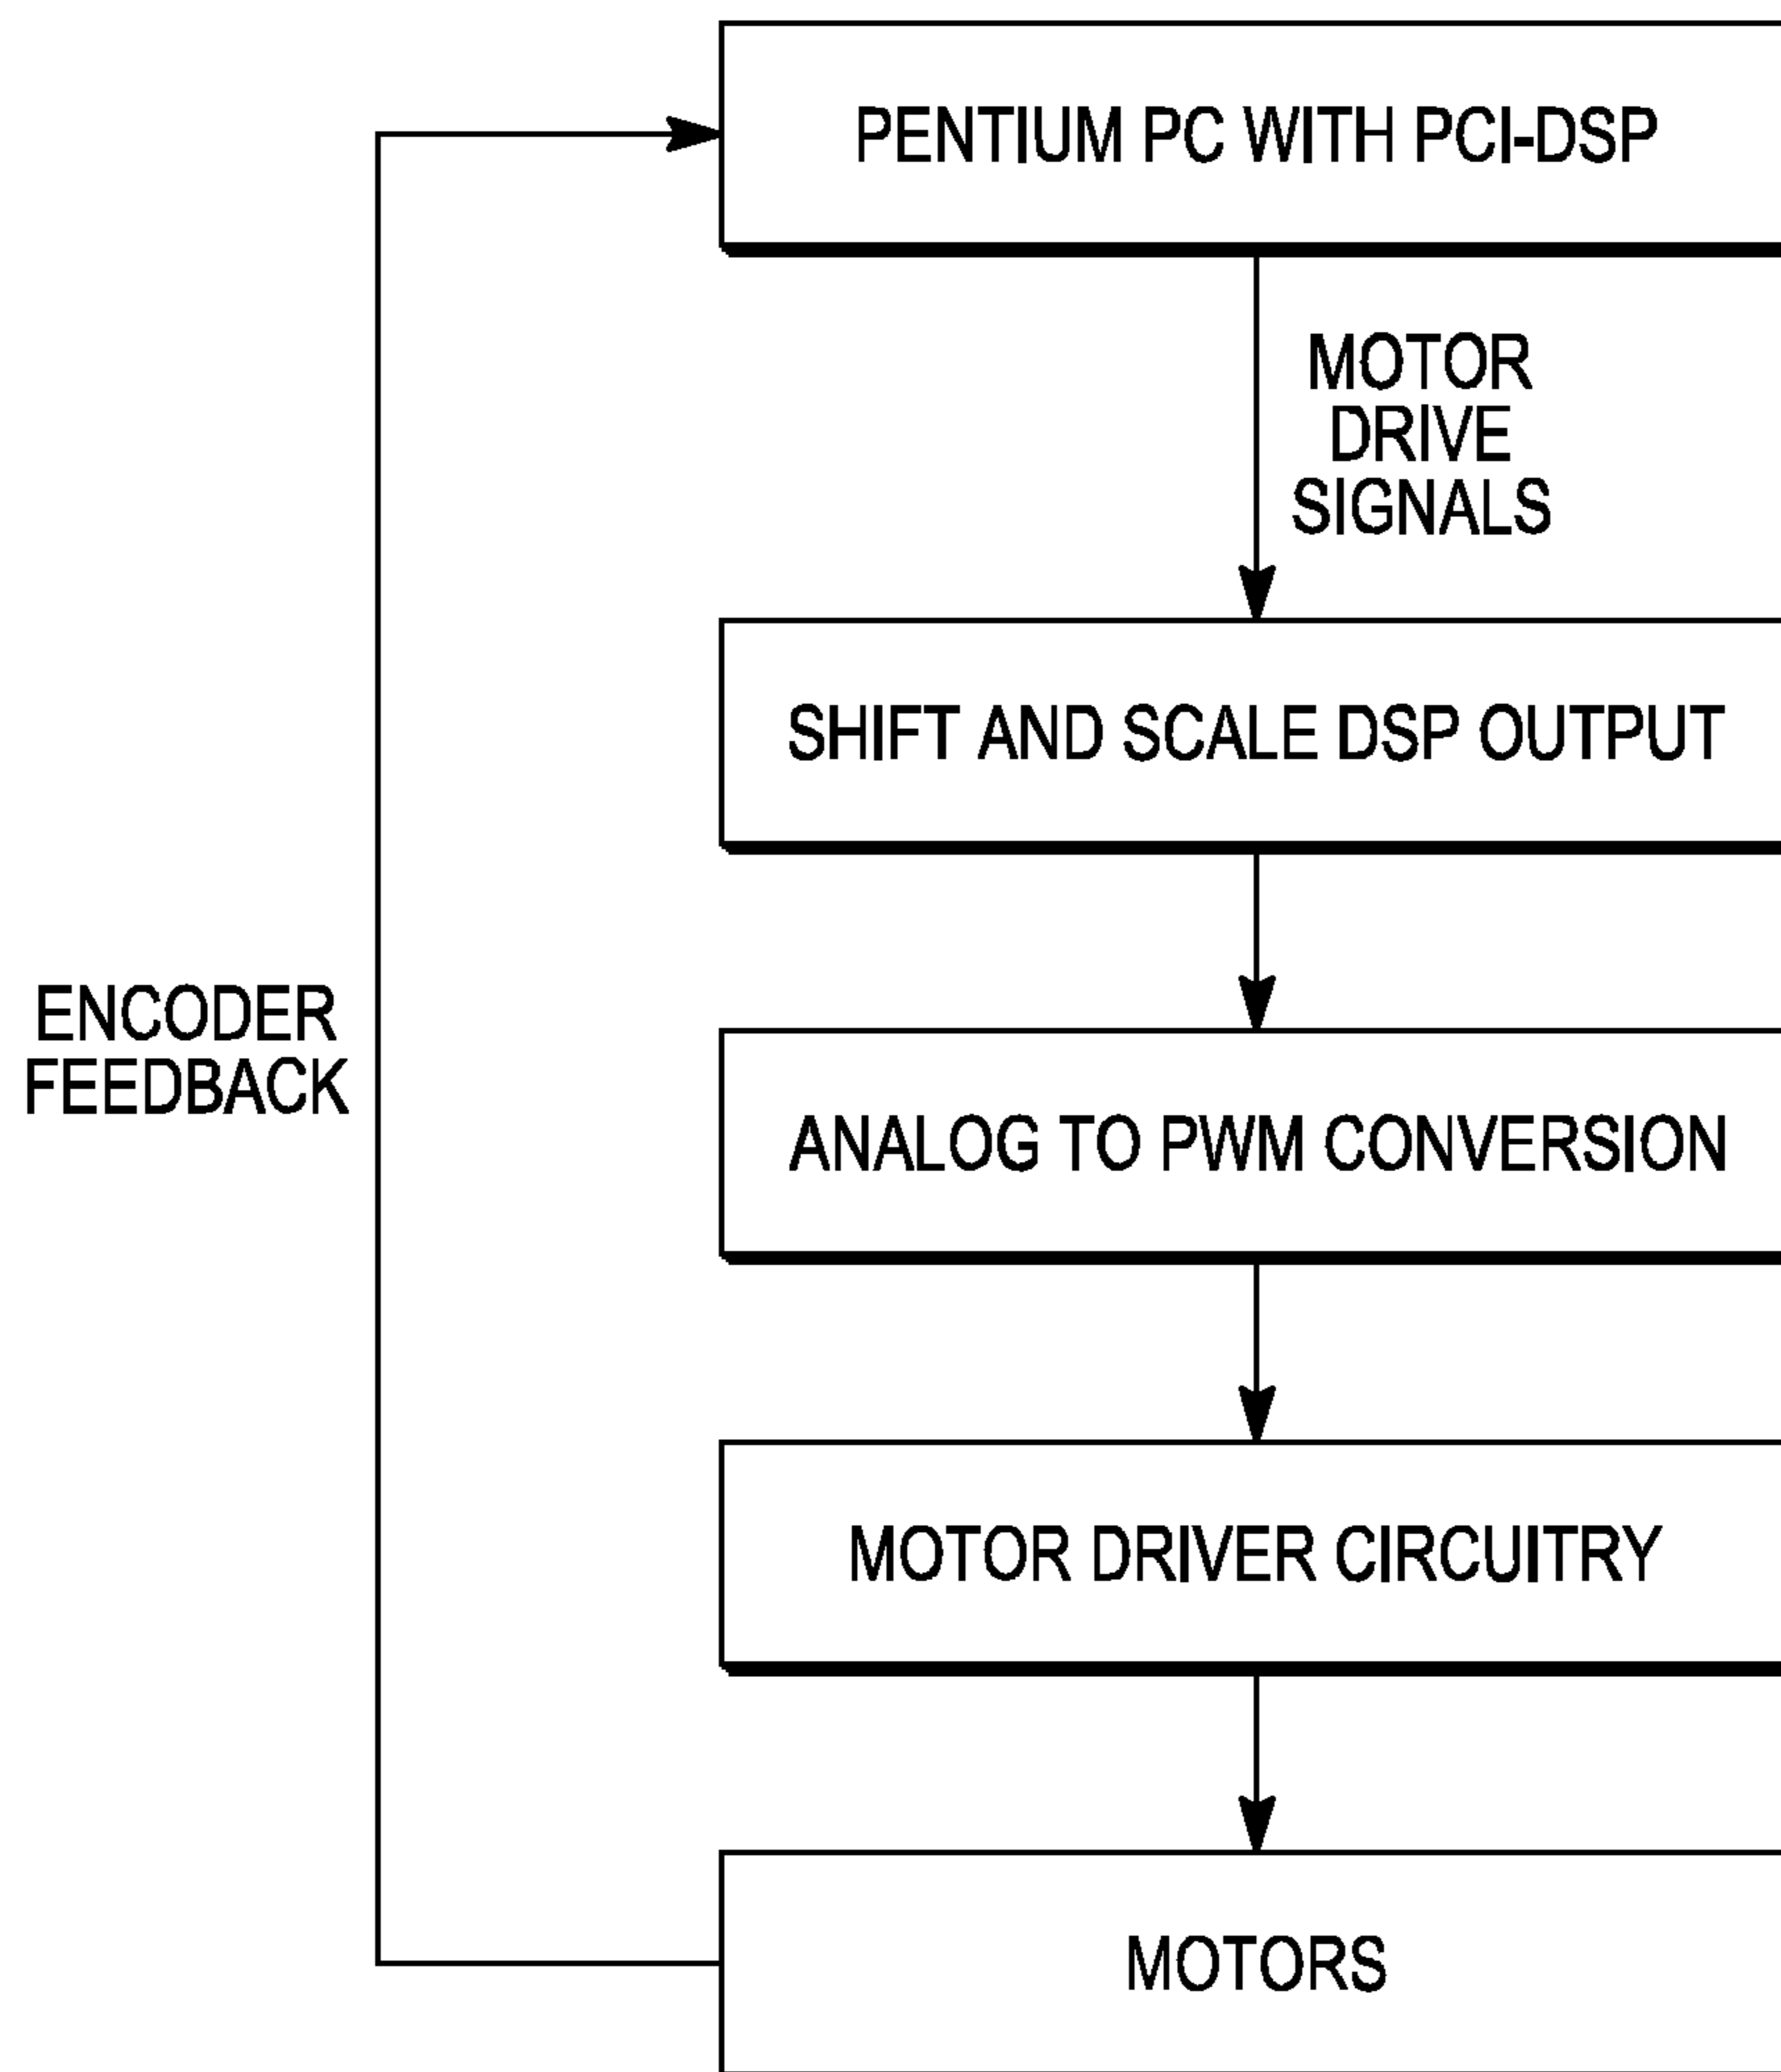 PENTIUM PC WITH PCI-DSP
MOTOR
DRIVE
SIGNALS
SHIFT AND SCALE DSP OUTPUT
ENCODER
FEEDBACK
ANALOG TO PWM CONVERSION
MOTOR DRIVER CIRCUITRY
MOTORS